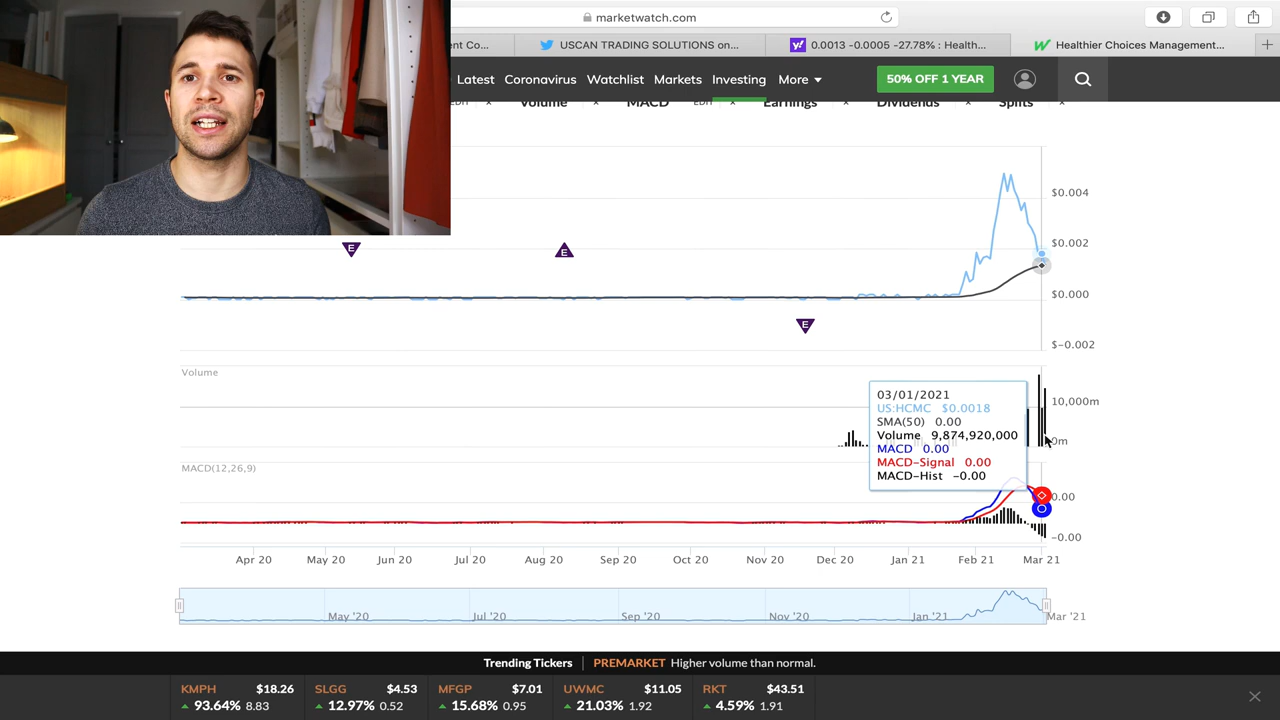 marketwatch.com
ent Co...
USCAN TRADING SOLUTIONS on...
0.0013 -0.0005 -27.78% : Health...
Healthier Choices Management...
Latest Coronavirus Watchlist Markets Investing More
50% OFF 1 YEAR
EDIT × Volume × MACD EDIT × Earnings × Dividends × Splits ×
$0.004
$0.002
$0.000
$-0.002
E
E
E
Volume
10,000m
0m
03/01/2021
US:HCMC $0.0018
SMA(50) 0.00
Volume 9,874,920,000
MACD 0.00
MACD-Signal 0.00
MACD-Hist -0.00
MACD(12,26,9)
0.00
-0.00
Apr 20 May 20 Jun 20 Jul 20 Aug 20 Sep 20 Oct 20 Nov 20 Dec 20 Jan 21 Feb 21 Mar 21
May '20 Jul '20 Sep '20 Nov '20 Jan '21 Mar '21
Trending Tickers PREMARKET Higher volume than normal.
KMPH $18.26 SLGG $4.53 MFGP $7.01 UWMC $11.05 RKT $43.51
93.64% 8.83 12.97% 0.52 15.68% 0.95 21.03% 1.92 4.59% 1.91